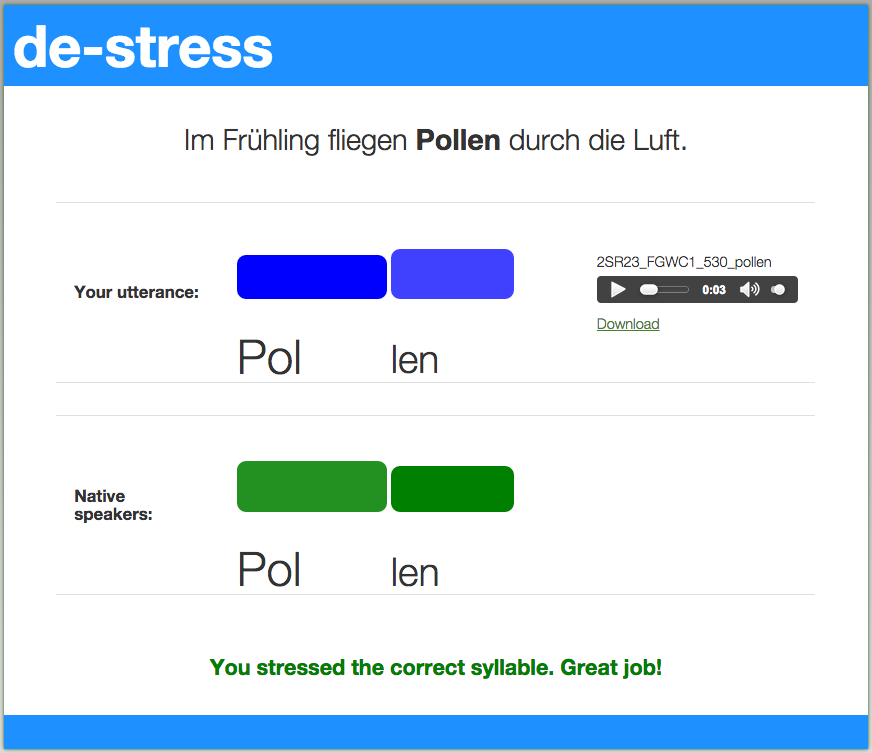 de-stress
Im Frühling fliegen Pollen durch die Luft.
Your utterance:
Pol len
2SR23_FGWC1_530_pollen
0:03
Download
Native
speakers:
Pol len
You stressed the correct syllable. Great job!